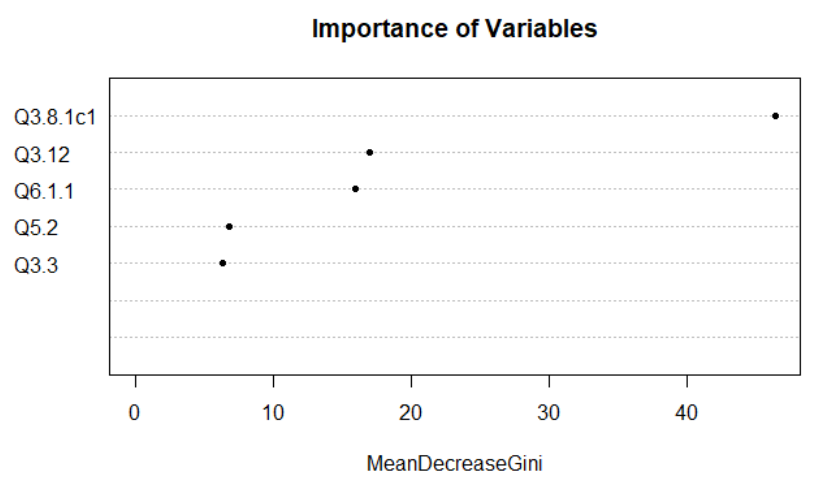 Importance of Variables
Q3.8.1c1
Q3.12
Q6.1.1
Q5.2
Q3.3
0 10 20 30 40
MeanDecreaseGini